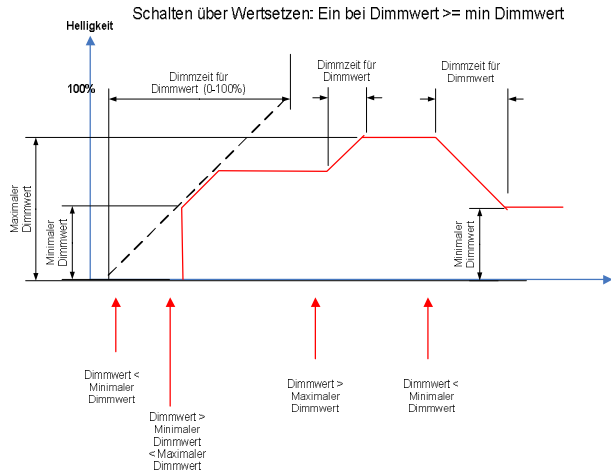 Schalten über Wertsetzen: Ein bei Dimmwert >= min Dimmwert
Helligkeit
100%
Dimmzeit für
Dimmwert (0-100%)
Dimmzeit für
Dimmwert
Dimmzeit für
Dimmwert
Maximaler
Dimmwert
Minimaler
Dimmwert
Minimaler
Dimmwert
Dimmwert <
Minimaler
Dimmwert
Dimmwert >
Minimaler
Dimmwert
< Maximaler
Dimmwert
Dimmwert >
Maximaler
Dimmwert
Dimmwert <
Minimaler
Dimmwert